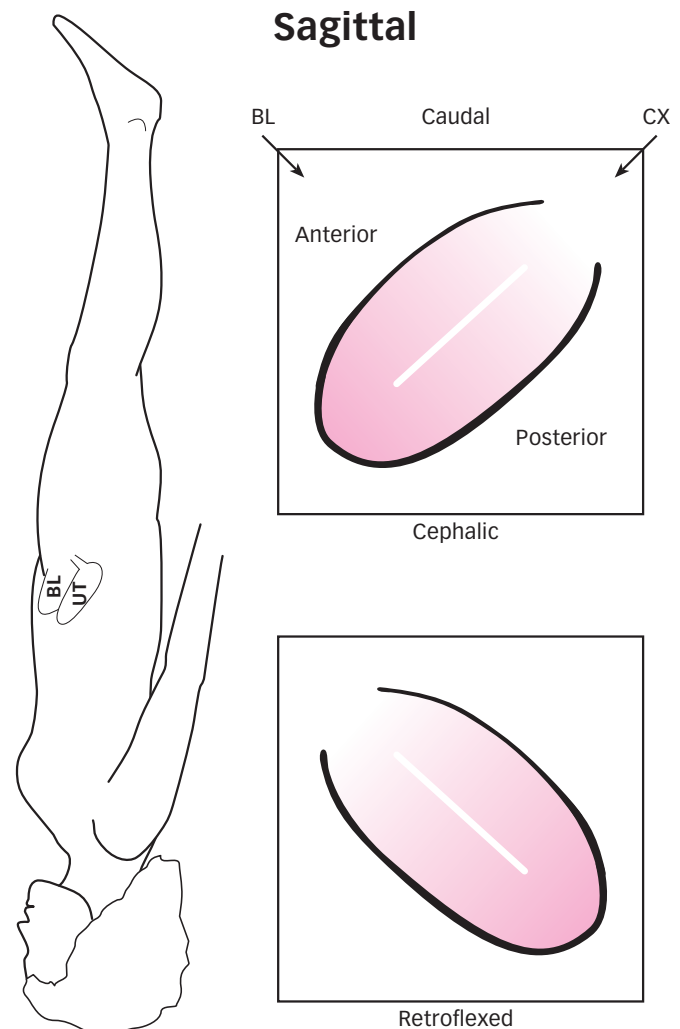 Sagittal
BL Caudal CX
Anterior
Posterior
Cephalic
BL
UT
Retroflexed